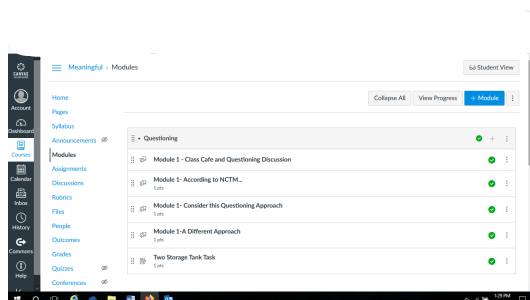 CANVAS
Account
Dashboard
Courses
Calendar
Inbox
History
Commons
Help
Meaningful › Modules
Student View
Home
Pages
Syllabus
Announcements
Modules
Assignments
Discussions
Rubrics
Files
People
Outcomes
Grades
Quizzes
Conferences
Collapse All View Progress + Module
Questioning
Module 1 - Class Cafe and Questioning Discussion
Module 1- According to NCTM...
1 pts
Module 1- Consider this Questioning Approach
1 pts
Module 1-A Different Approach
1 pts
Two Storage Tank Task
1 pts
1:29 PM